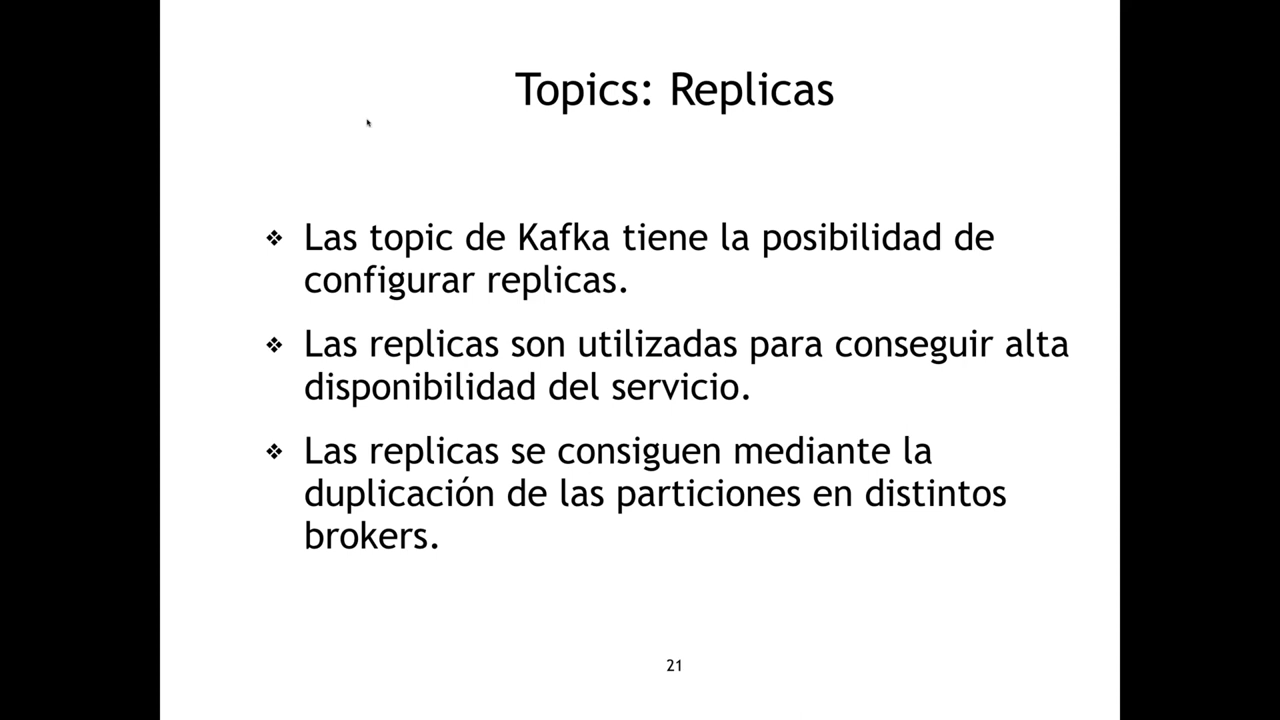 Topics: Replicas
❖ Las topic de Kafka tiene la posibilidad de
configurar replicas.
❖ Las replicas son utilizadas para conseguir alta
disponibilidad del servicio.
❖ Las replicas se consiguen mediante la
duplicación de las particiones en distintos
brokers.
21